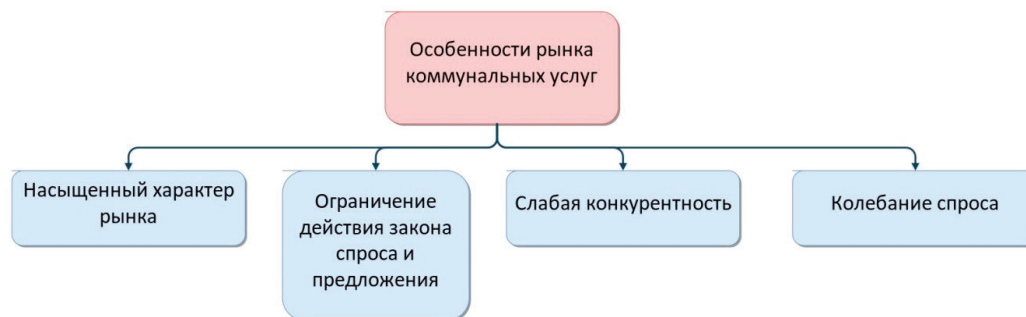 Особенности рынка
коммунальных услуг
Насыщенный характер
рынка
Ограничение
действия закона
спроса и
предложения
Слабая конкурентность
Колебание спроса